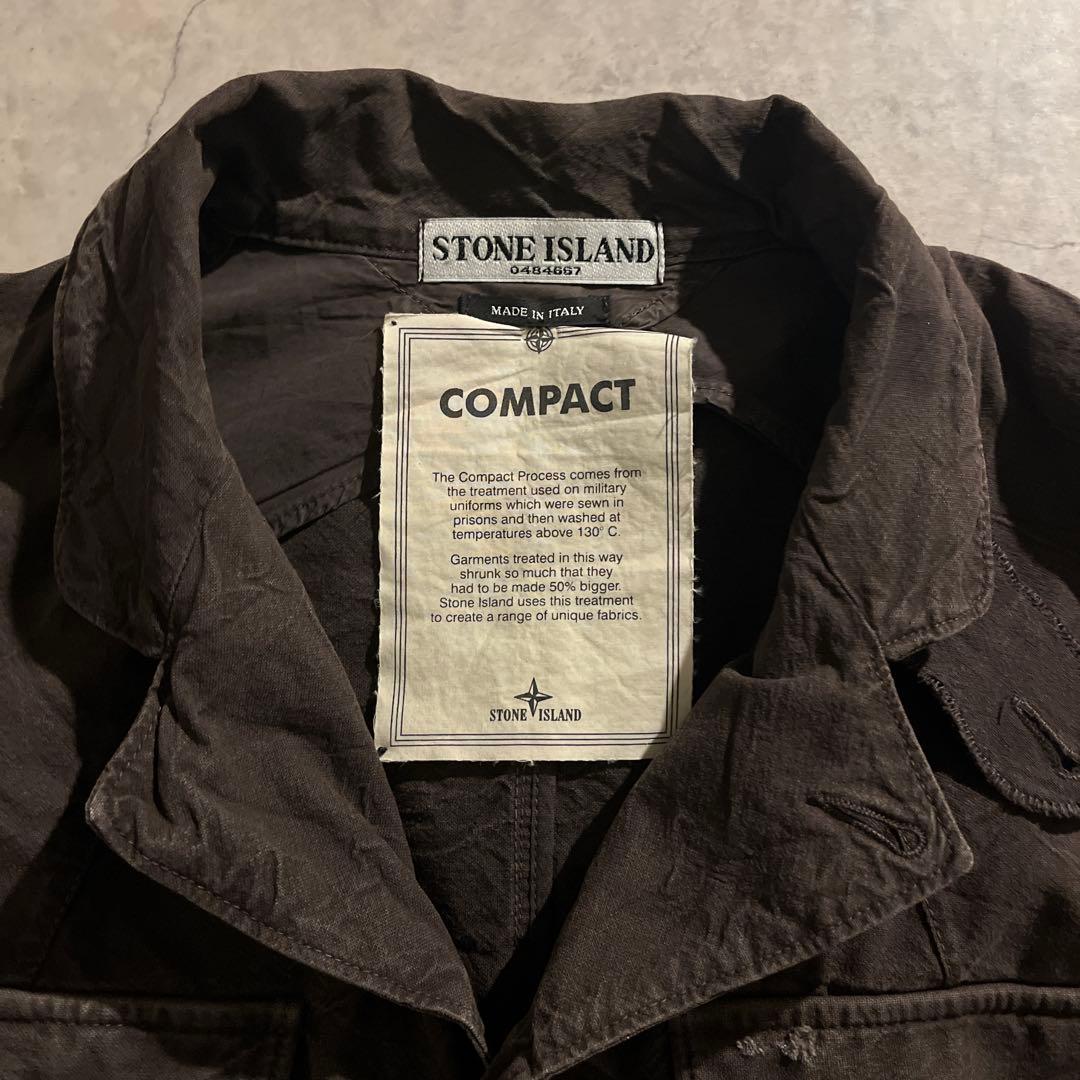 STONE ISLAND
0484667
MADE IN ITALY
COMPACT
The Compact Process comes from
the treatment used on military
uniforms which were sewn in
prisons and then washed at
temperatures above 130° C.
Garments treated in this way
shrunk so much that they
had to be made 50% bigger.
Stone Island uses this treatment
to create a range of unique fabrics.
STONE ISLAND